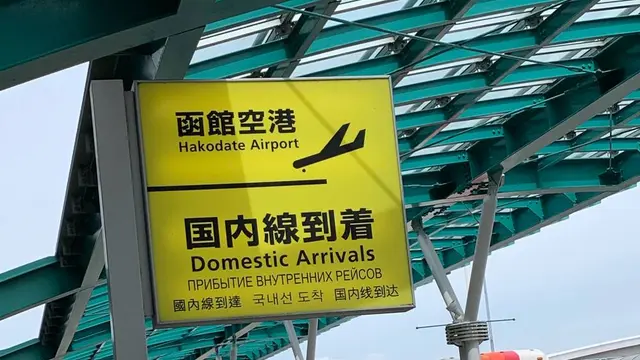 函館空港
Hakodate Airport
国内線到着
Domestic Arrivals
ПРИБЫТИЕ ВНУТРЕННИХ РЕЙСОВ
國內線到達 국내선 도착 国内线到达